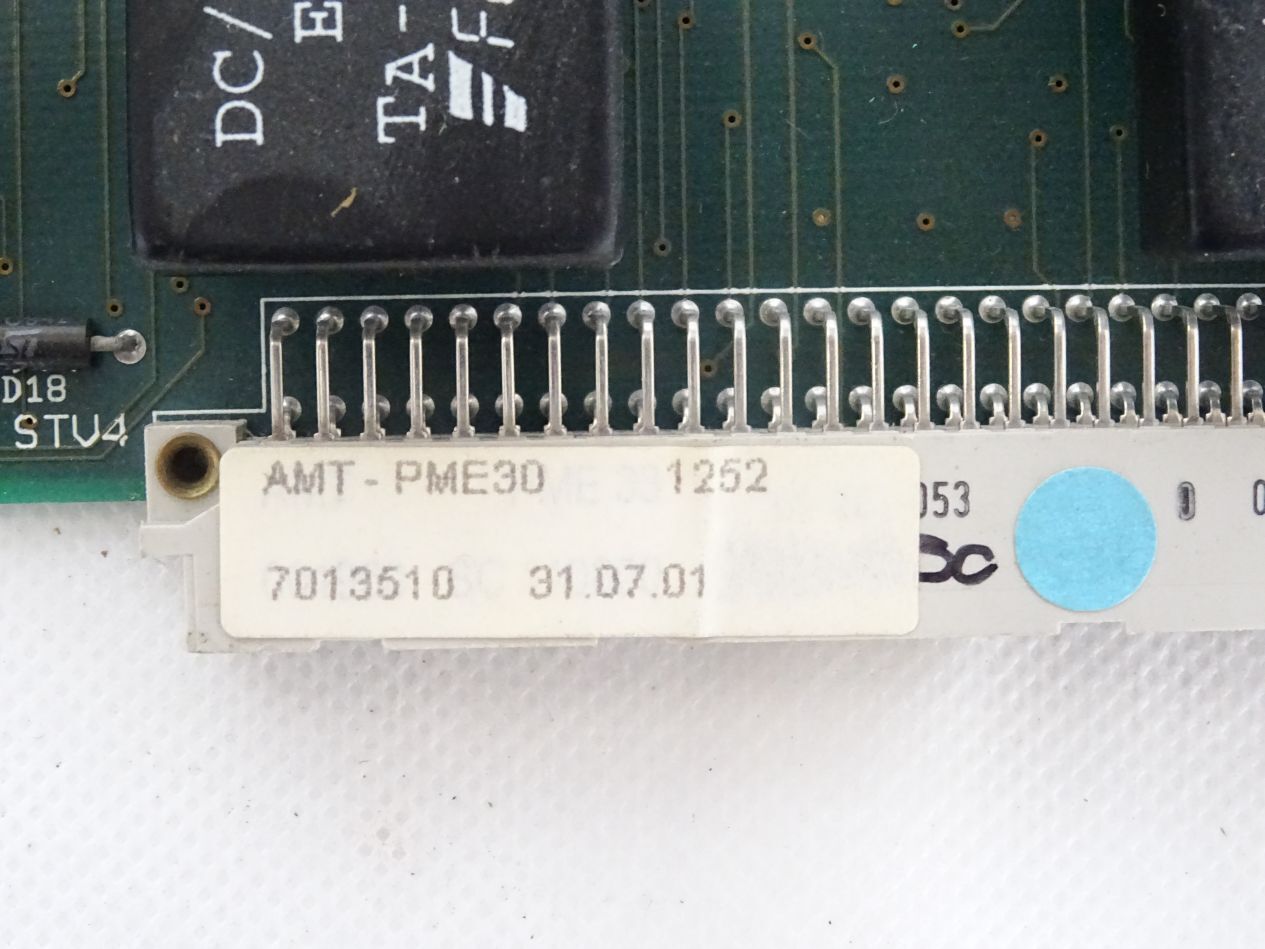 DC/
E
TA-
D18
STV4
AMT - PME30 1252
7013510 31.07.01
053